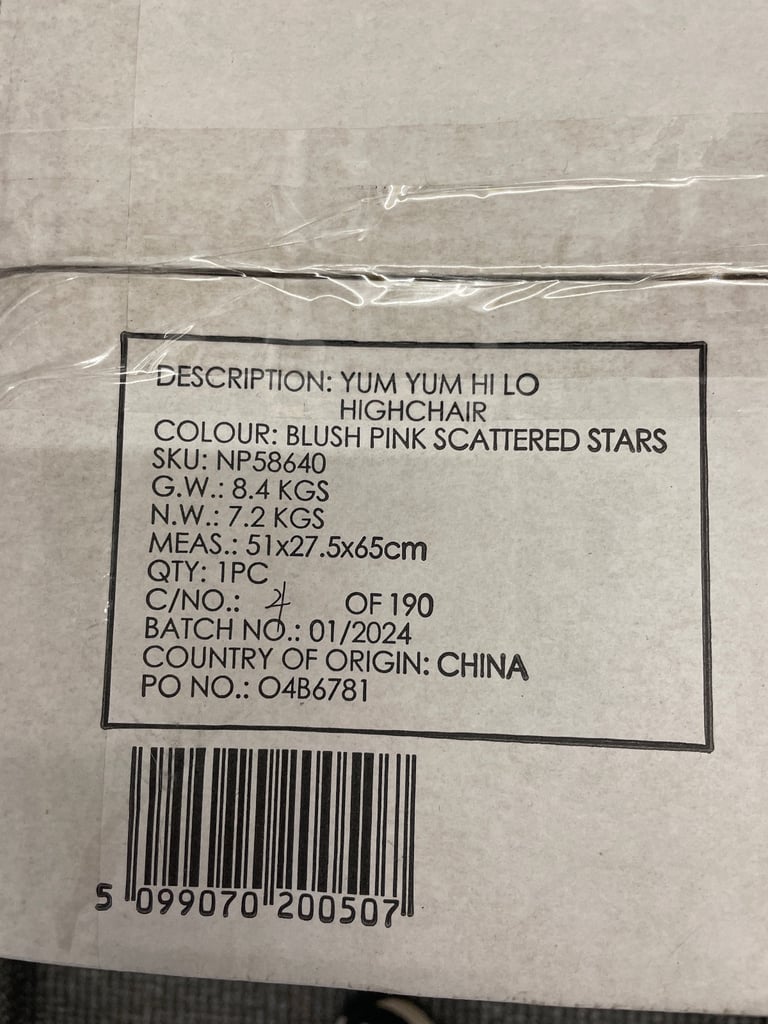 DESCRIPTION: YUM YUM HI LO
HIGHCHAIR
COLOUR: BLUSH PINK SCATTERED STARS
SKU: NP58640
G.W.: 8.4 KGS
N.W.: 7.2 KGS
MEAS.: 51x27.5x65cm
QTY: 1PC
C/NO.: 4 OF 190
BATCH NO.: 01/2024
COUNTRY OF ORIGIN: CHINA
PO NO.: O4B6781
5 099070 200507